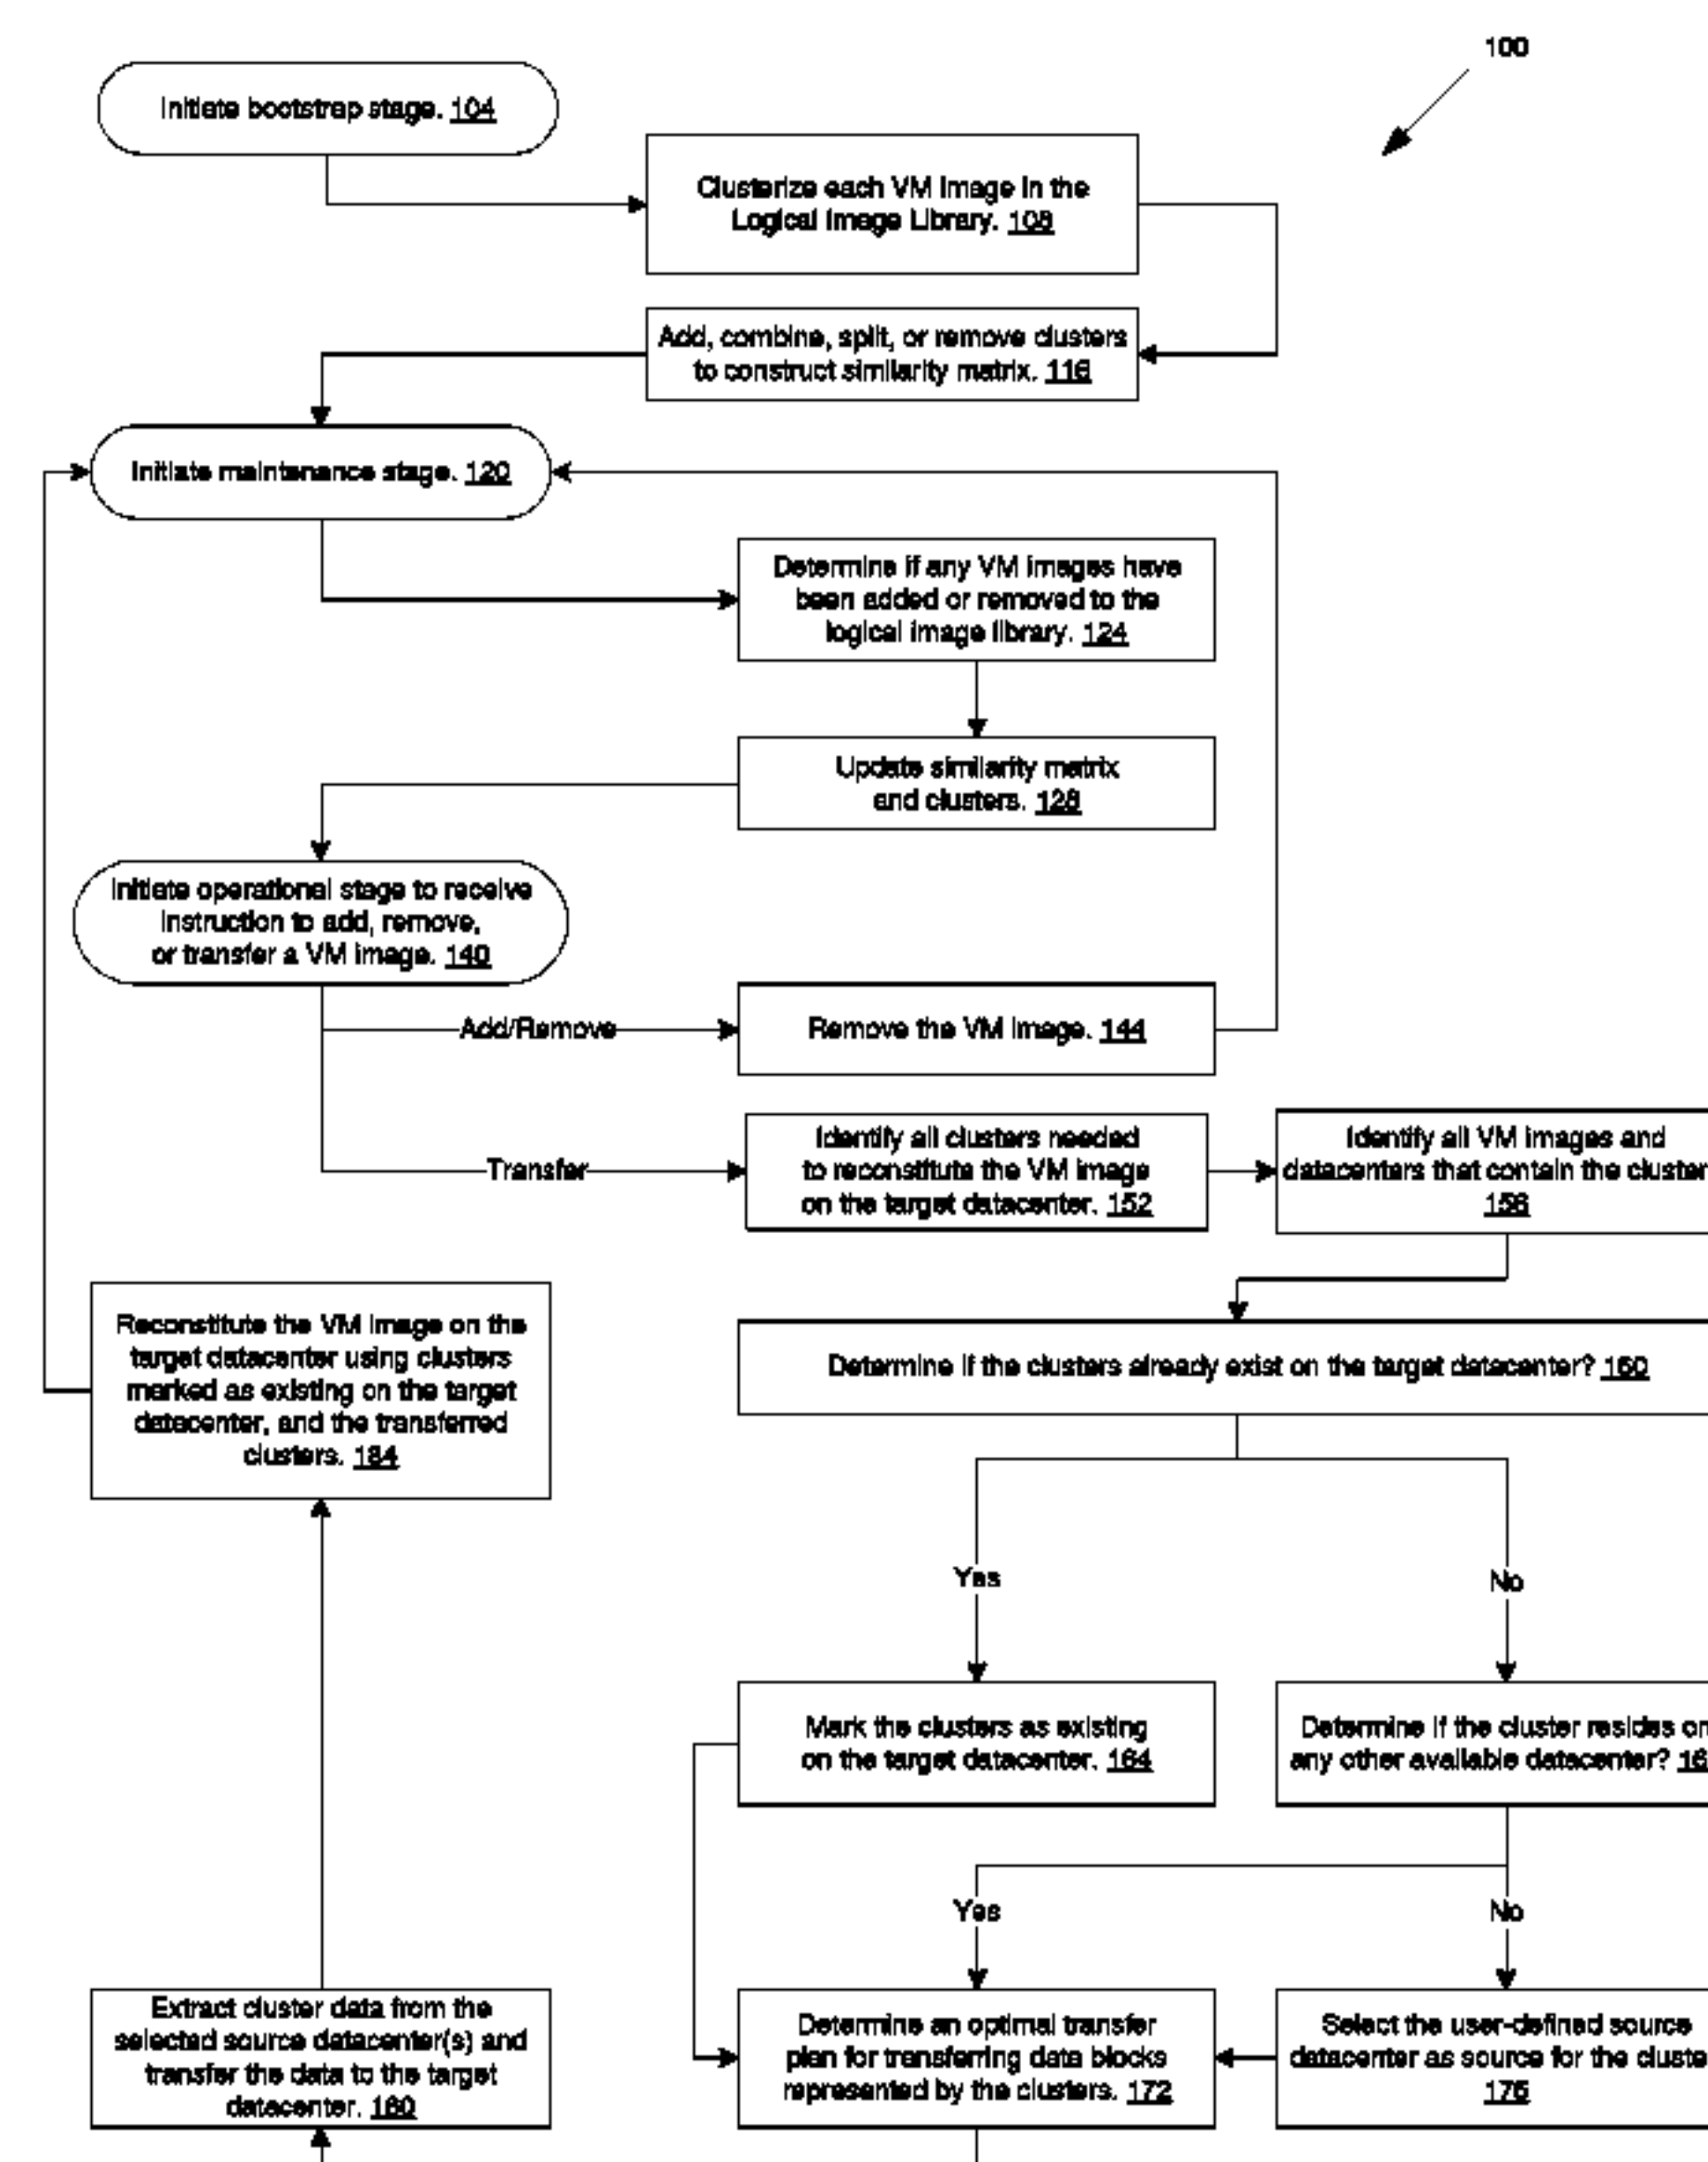 100
Initiate bootstrap stage. 104
Clusterize each VM image in the
Logical Image Library. 108
Add, combine, split, or remove clusters
to construct similarity matrix. 116
Initiate maintenance stage. 120
Determine if any VM images have
been added or removed to the
logical image library. 124
Update similarity matrix
and clusters. 128
Initiate operational stage to receive
instruction to add, remove,
or transfer a VM image. 140
Add/Remove
Remove the VM image. 144
Transfer
Identify all clusters needed
to reconstitute the VM image
on the target datacenter. 152
Identify all VM images and
datacenters that contain the cluster
156
Reconstitute the VM image on the
target datacenter using clusters
marked as existing on the target
datacenter, and the transferred
clusters. 184
Determine if the clusters already exist on the target datacenter? 160
Yes
No
Mark the clusters as existing
on the target datacenter. 164
Determine if the cluster resides on
any other available datacenter? 16
Yes
No
Extract cluster data from the
selected source datacenter(s) and
transfer the data to the target
datacenter. 180
Determine an optimal transfer
plan for transferring data blocks
represented by the clusters. 172
Select the user-defined source
datacenter as source for the cluste
176